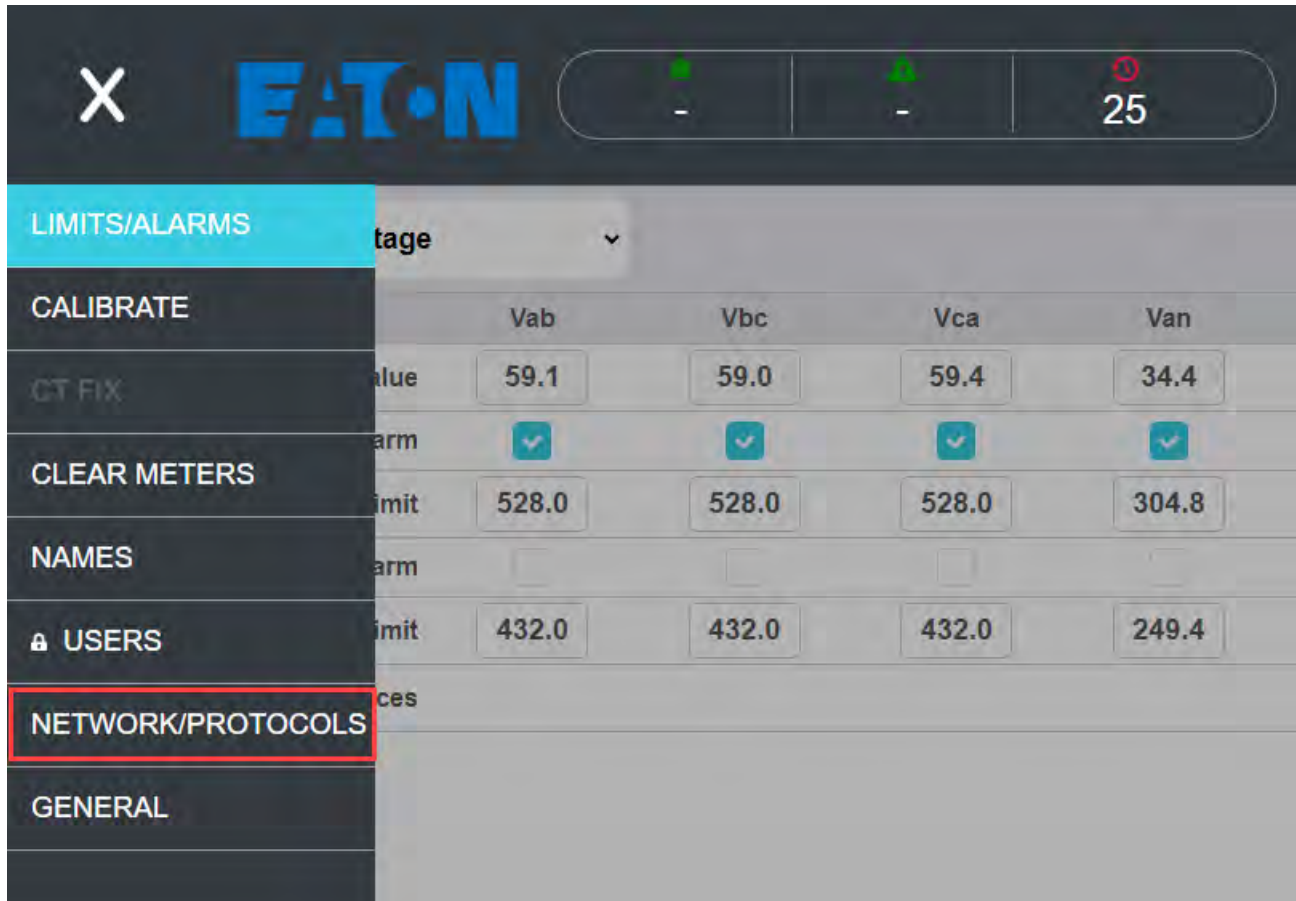 X EATON - - 25
LIMITS/ALARMS
tage
CALIBRATE
Vab Vbc Vca Van
CT FIX
alue 59.1 59.0 59.4 34.4
arm
CLEAR METERS
imit 528.0 528.0 528.0 304.8
NAMES
arm
USERS
imit 432.0 432.0 432.0 249.4
ces
NETWORK/PROTOCOLS
GENERAL